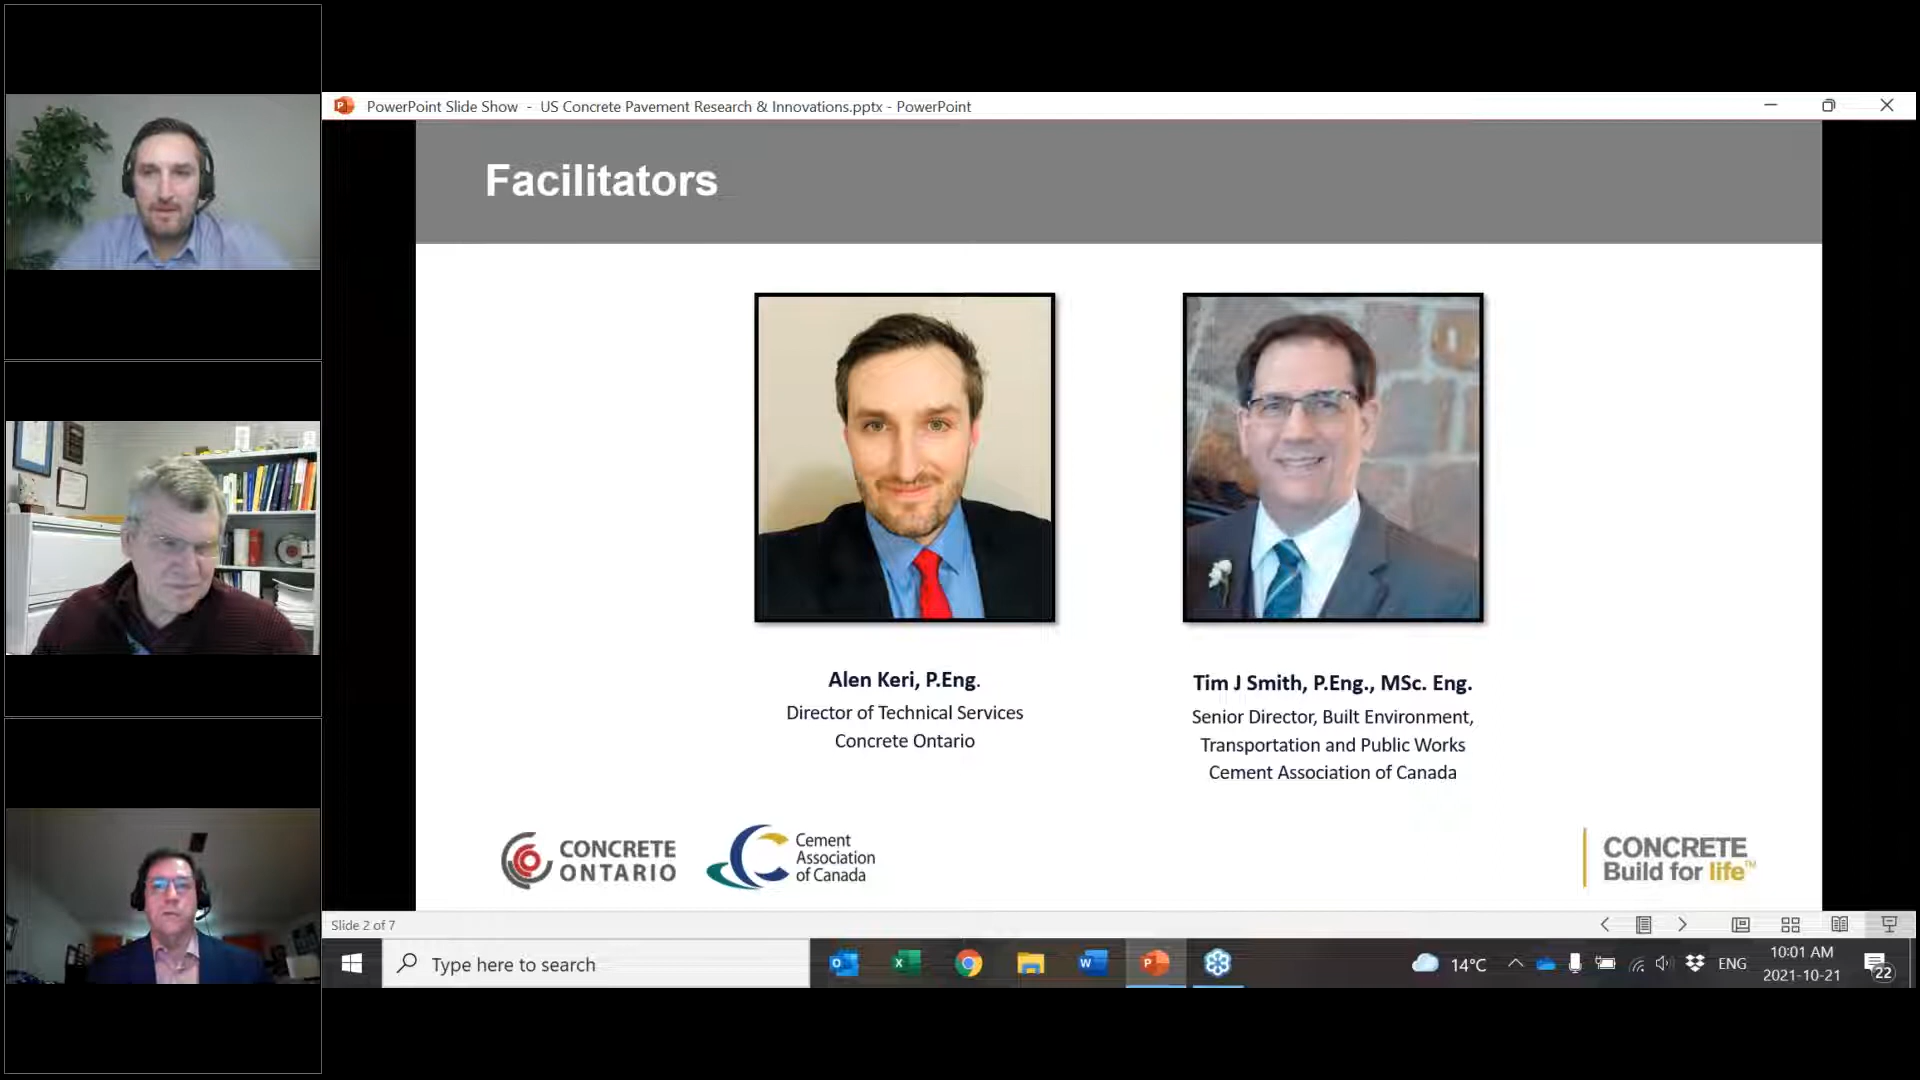 PowerPoint Slide Show - US Concrete Pavement Research & Innovations.pptx - PowerPoint
Facilitators
Alen Keri, P.Eng.
Director of Technical Services
Concrete Ontario
Tim J Smith, P.Eng., MSc. Eng.
Senior Director, Built Environment,
Transportation and Public Works
Cement Association of Canada
CONCRETE
ONTARIO
Cement
Association
of Canada
CONCRETE
Build for life™
Slide 2 of 7
Type here to search
14°C
ENG
10:01 AM
2021-10-21
22